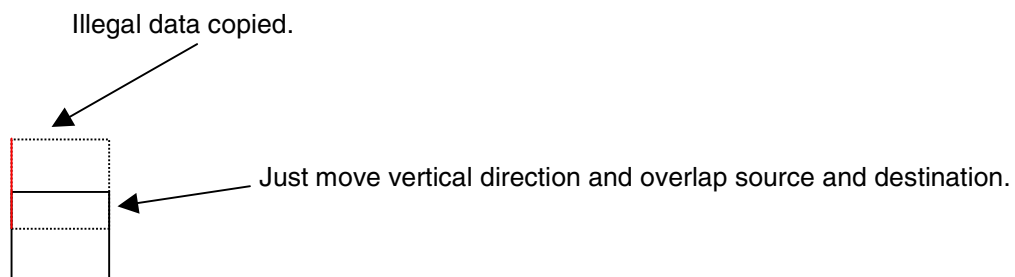 Illegal data copied.
Just move vertical direction and overlap source and destination.